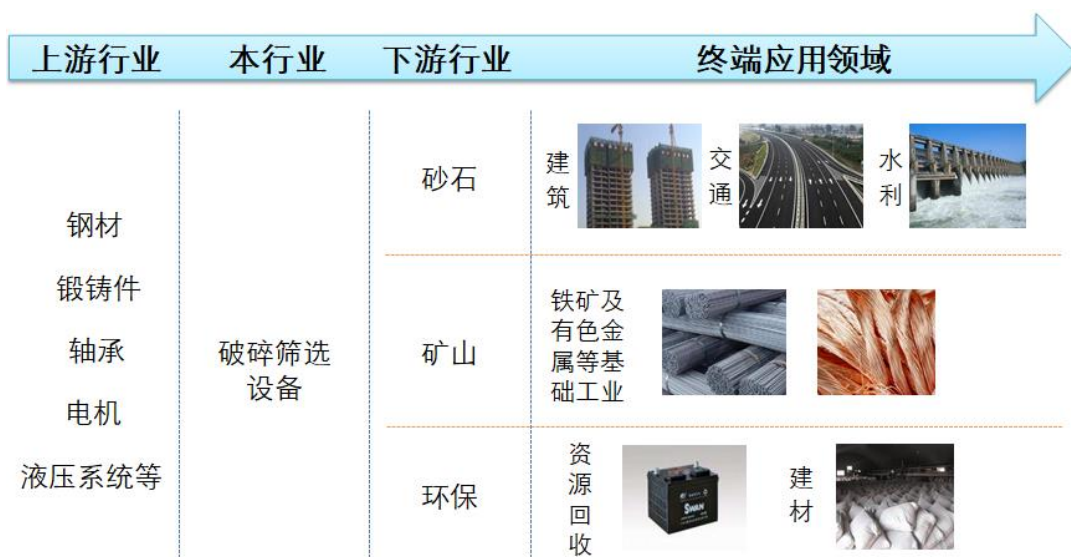 上游行业
本行业
下游行业
终端应用领域
钢材
锻铸件
轴承
电机
液压系统等
破碎筛选
设备
砂石
建
筑
交
通
水
利
矿山
铁矿及
有色金
属等基
础工业
环保
资
源
回
收
SWAN
建
材